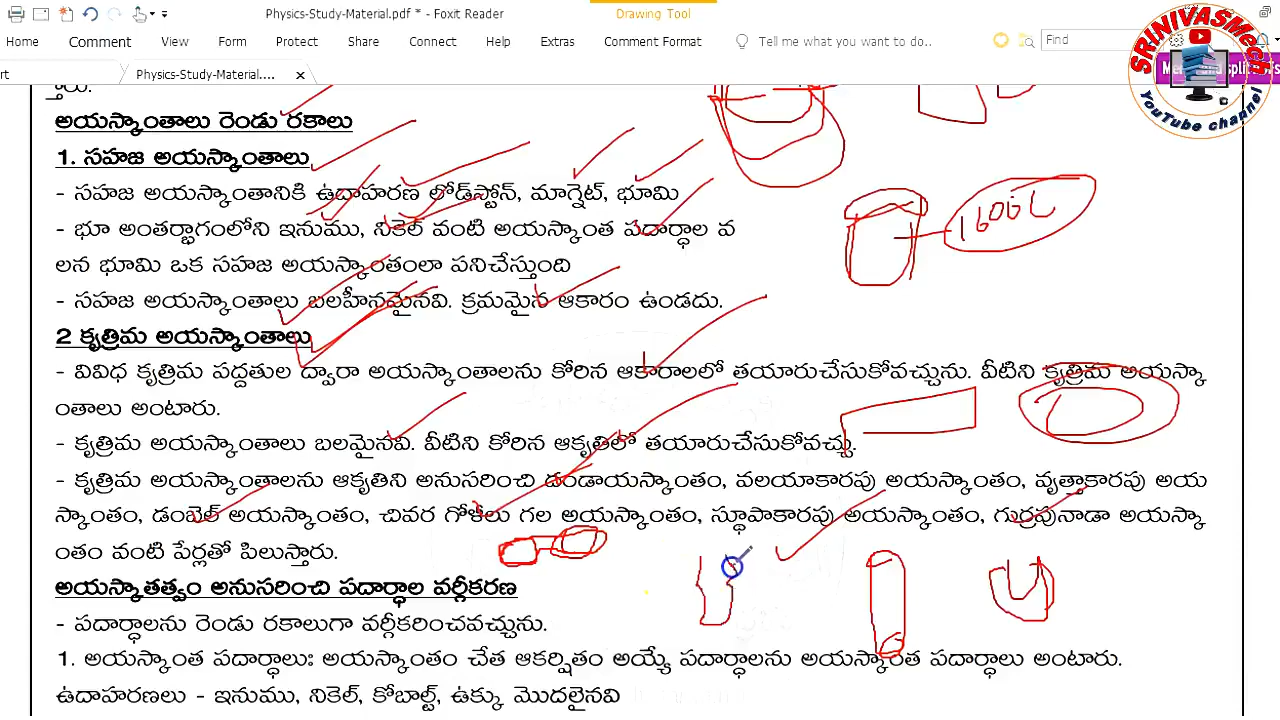 Physics-Study-Material.pdf * - Foxit Reader
Drawing Tool
Home Comment View Form Protect Share Connect Help Extras Comment Format Tell me what you want to do.. Find
rt
Physics-Study-Material....
SRINIVASMech
YouTube channel
్తారు.
అయస్కాంతాలు రెండు రకాలు
1. సహజ అయస్కాంతాలు
- సహజ అయస్కాంతానికి ఉదాహరణ లోడ్‌స్టోన్, మాగ్నెట్, భూమి
- భూ అంతర్భాగంలోని ఇనుము, నికెల్ వంటి అయస్కాంత పదార్థాల వ
లన భూమి ఒక సహజ అయస్కాంతంలా పనిచేస్తుంది
- సహజ అయస్కాంతాలు బలహీనమైనవి. క్రమమైన ఆకారం ఉండదు.
2 కృత్రిమ అయస్కాంతాలు
- వివిధ కృత్రిమ పద్దతుల ద్వారా అయస్కాంతాలను కోరిన ఆకారాలలో తయారుచేసుకోవచ్చును. వీటిని కృత్రిమ అయస్కా
ంతాలు అంటారు.
- కృత్రిమ అయస్కాంతాలు బలమైనవి. వీటిని కోరిన ఆకృతిలో తయారుచేసుకోవచ్చు.
- కృత్రిమ అయస్కాంతాలను ఆకృతిని అనుసరించి దండాయస్కాంతం, వలయాకారపు అయస్కాంతం, వృత్తాకారపు అయ
స్కాంతం, డంబెల్ అయస్కాంతం, చివర గోళీలు గల అయస్కాంతం, స్థూపాకారపు అయస్కాంతం, గుర్రపునాడా అయస్కా
ంతం వంటి పేర్లతో పిలుస్తారు.
అయస్కాతత్వం అనుసరించి పదార్థాల వర్గీకరణ
- పదార్థాలను రెండు రకాలుగా వర్గీకరించవచ్చును.
1. అయస్కాంత పదార్థాలుః అయస్కాంతం చేత ఆకర్షితం అయ్యే పదార్థాలను అయస్కాంత పదార్థాలు అంటారు.
ఉదాహరణలు - ఇనుము, నికెల్, కోబాల్ట్, ఉక్కు మొదలైనవి